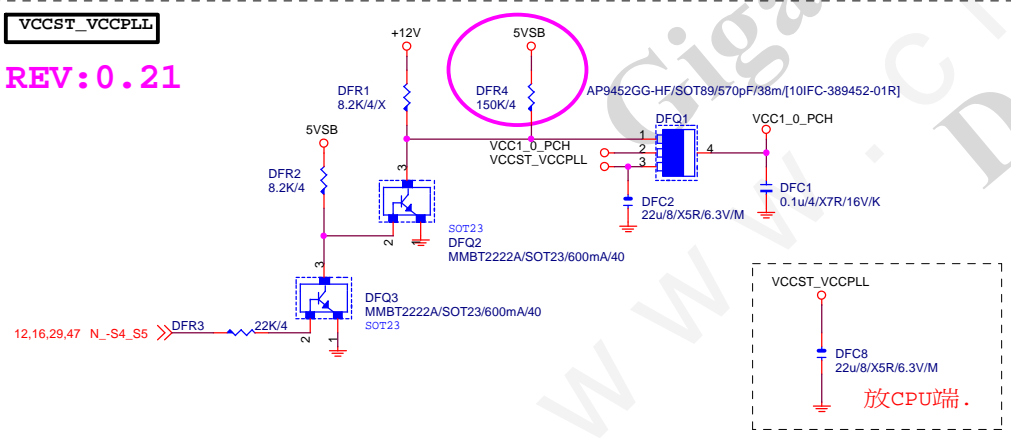 VCCST_VCCPLL
REV:0.21
+12V
5VSB
DFR1
8.2K/4/X
DFR4
150K/4
AP9452GG-HF/SOT89/570pF/38m/[10IFC-389452-01R]
DFQ1
VCC1_0_PCH
5VSB
1
VCC1_0_PCH
2
4
VCCST_VCCPLL
3
DFR2
8.2K/4
3
DFC2
22u/8/X5R/6.3V/M
DFC1
0.1u/4/X7R/16V/K
SOT23
DFQ2
MMBT2222A/SOT23/600mA/40
2
1
3
DFQ3
MMBT2222A/SOT23/600mA/40
SOT23
12,16,29,47 N_-S4_S5
DFR3
22K/4
2
1
VCCST_VCCPLL
DFC8
22u/8/X5R/6.3V/M
放CPU端.
Giga
D
w w w . c